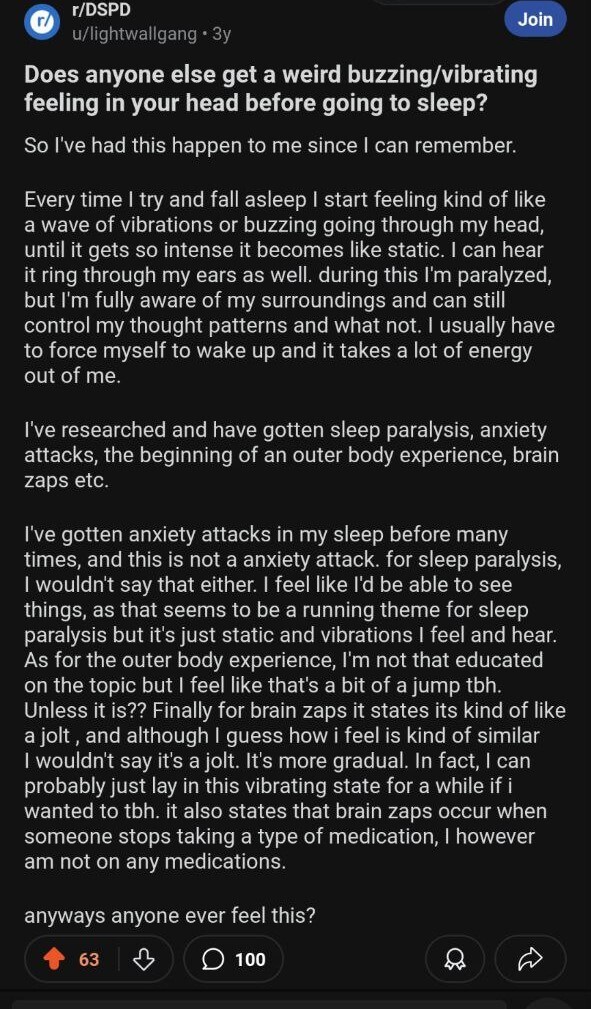 r/DSPD
u/lightwallgang • 3y
Join
Does anyone else get a weird buzzing/vibrating
feeling in your head before going to sleep?
So I've had this happen to me since I can remember.
Every time I try and fall asleep I start feeling kind of like
a wave of vibrations or buzzing going through my head,
until it gets so intense it becomes like static. I can hear
it ring through my ears as well. during this I'm paralyzed,
but I'm fully aware of my surroundings and can still
control my thought patterns and what not. I usually have
to force myself to wake up and it takes a lot of energy
out of me.
I've researched and have gotten sleep paralysis, anxiety
attacks, the beginning of an outer body experience, brain
zaps etc.
I've gotten anxiety attacks in my sleep before many
times, and this is not a anxiety attack. for sleep paralysis,
I wouldn't say that either. I feel like I'd be able to see
things, as that seems to be a running theme for sleep
paralysis but it's just static and vibrations I feel and hear.
As for the outer body experience, I'm not that educated
on the topic but I feel like that's a bit of a jump tbh.
Unless it is?? Finally for brain zaps it states its kind of like
a jolt , and although I guess how i feel is kind of similar
I wouldn't say it's a jolt. It's more gradual. In fact, I can
probably just lay in this vibrating state for a while if i
wanted to tbh. it also states that brain zaps occur when
someone stops taking a type of medication, I however
am not on any medications.
anyways anyone ever feel this?
63
100